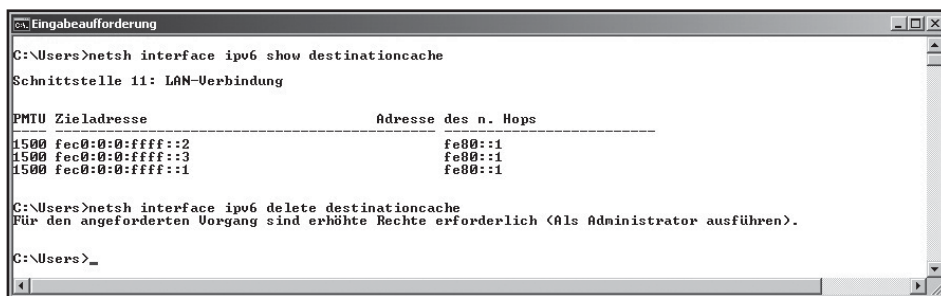 Eingabeaufforderung
C:\Users>netsh interface ipv6 show destinationcache
Schnittstelle 11: LAN-Verbindung
PMTU Zieladresse Adresse des n. Hops
---- --------------------------------------------- ------------------------
1500 fec0:0:0:ffff::2 fe80::1
1500 fec0:0:0:ffff::3 fe80::1
1500 fec0:0:0:ffff::1 fe80::1
C:\Users>netsh interface ipv6 delete destinationcache
Für den angeforderten Vorgang sind erhöhte Rechte erforderlich (Als Administrator ausführen).
C:\Users>_